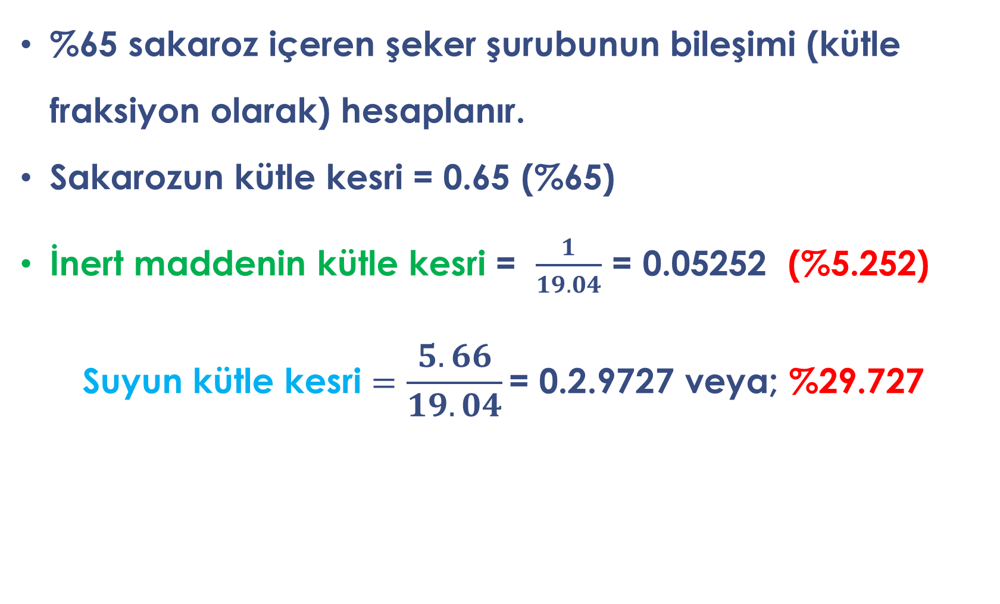 • %65 sakaroz içeren şeker şurubunun bileşimi (kütle
fraksiyon olarak) hesaplanır.
• Sakarozun kütle kesri = 0.65 (%65)
• İnert maddenin kütle kesri = 1/19.04 = 0.05252 (%5.252)
Suyun kütle kesri = 5.66/19.04 = 0.2.9727 veya; %29.727